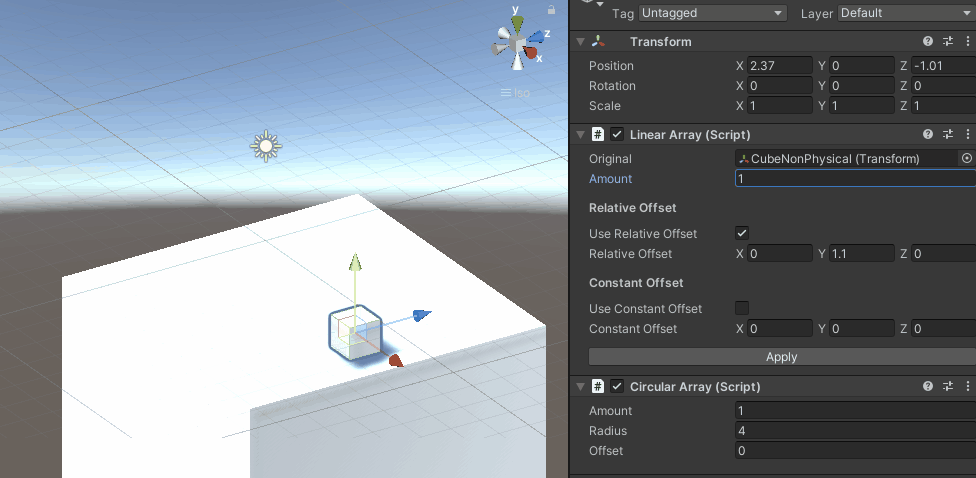 y
z
x
Iso
Tag Untagged Layer Default
Transform
Position X 2.37 Y 0 Z -1.01
Rotation X 0 Y 0 Z 0
Scale X 1 Y 1 Z 1
# Linear Array (Script)
Original CubeNonPhysical (Transform)
Amount 1
Relative Offset
Use Relative Offset
Relative Offset X 0 Y 1.1 Z 0
Constant Offset
Use Constant Offset
Constant Offset X 0 Y 0 Z 0
Apply
# Circular Array (Script)
Amount 1
Radius 4
Offset 0